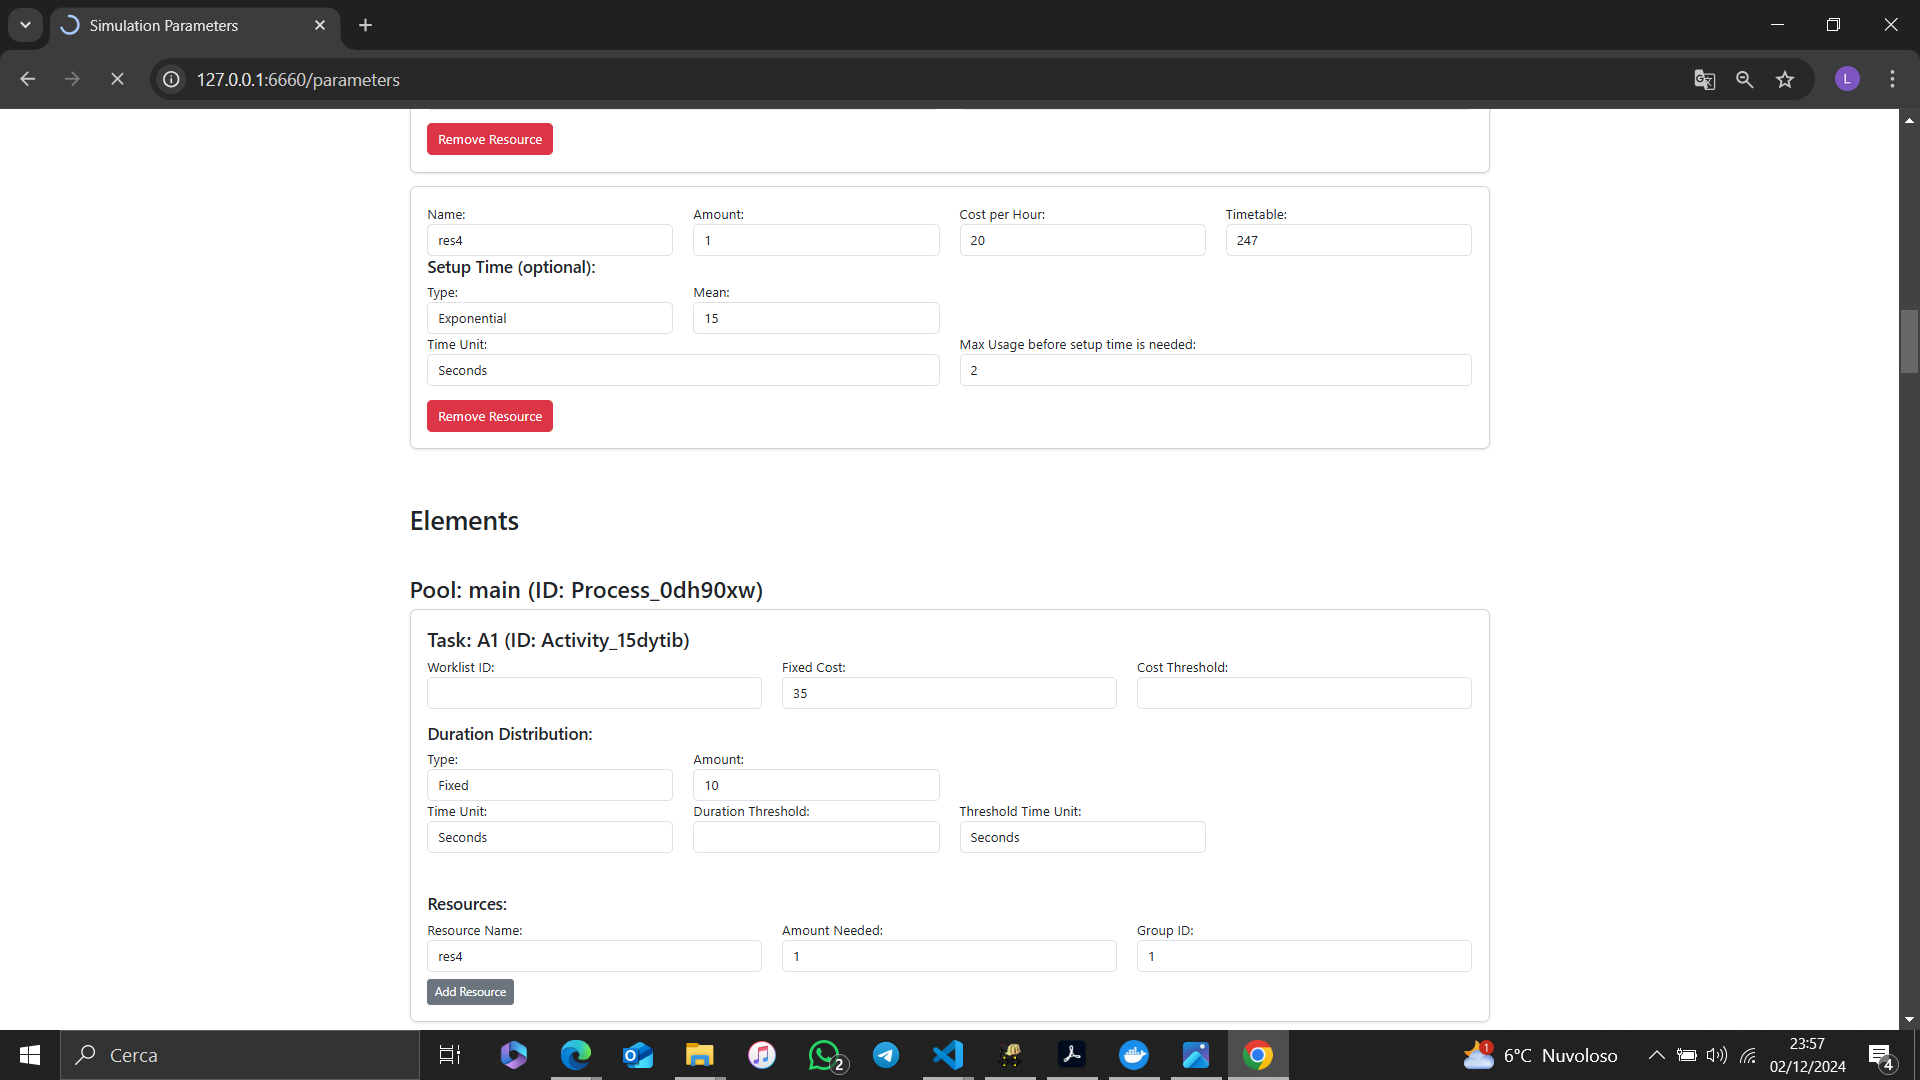 Simulation Parameters
127.0.0.1:6660/parameters
L
Remove Resource
Name: Amount: Cost per Hour: Timetable:
res4 1 20 247
Setup Time (optional):
Type: Mean:
Exponential 15
Time Unit: Max Usage before setup time is needed:
Seconds 2
Remove Resource
Elements
Pool: main (ID: Process_0dh90xw)
Task: A1 (ID: Activity_15dytib)
Worklist ID: Fixed Cost: Cost Threshold:
35
Duration Distribution:
Type: Amount:
Fixed 10
Time Unit: Duration Threshold: Threshold Time Unit:
Seconds Seconds
Resources:
Resource Name: Amount Needed: Group ID:
res4 1 1
Add Resource
Cerca
2
1
6°C Nuvoloso
23:57
02/12/2024
4